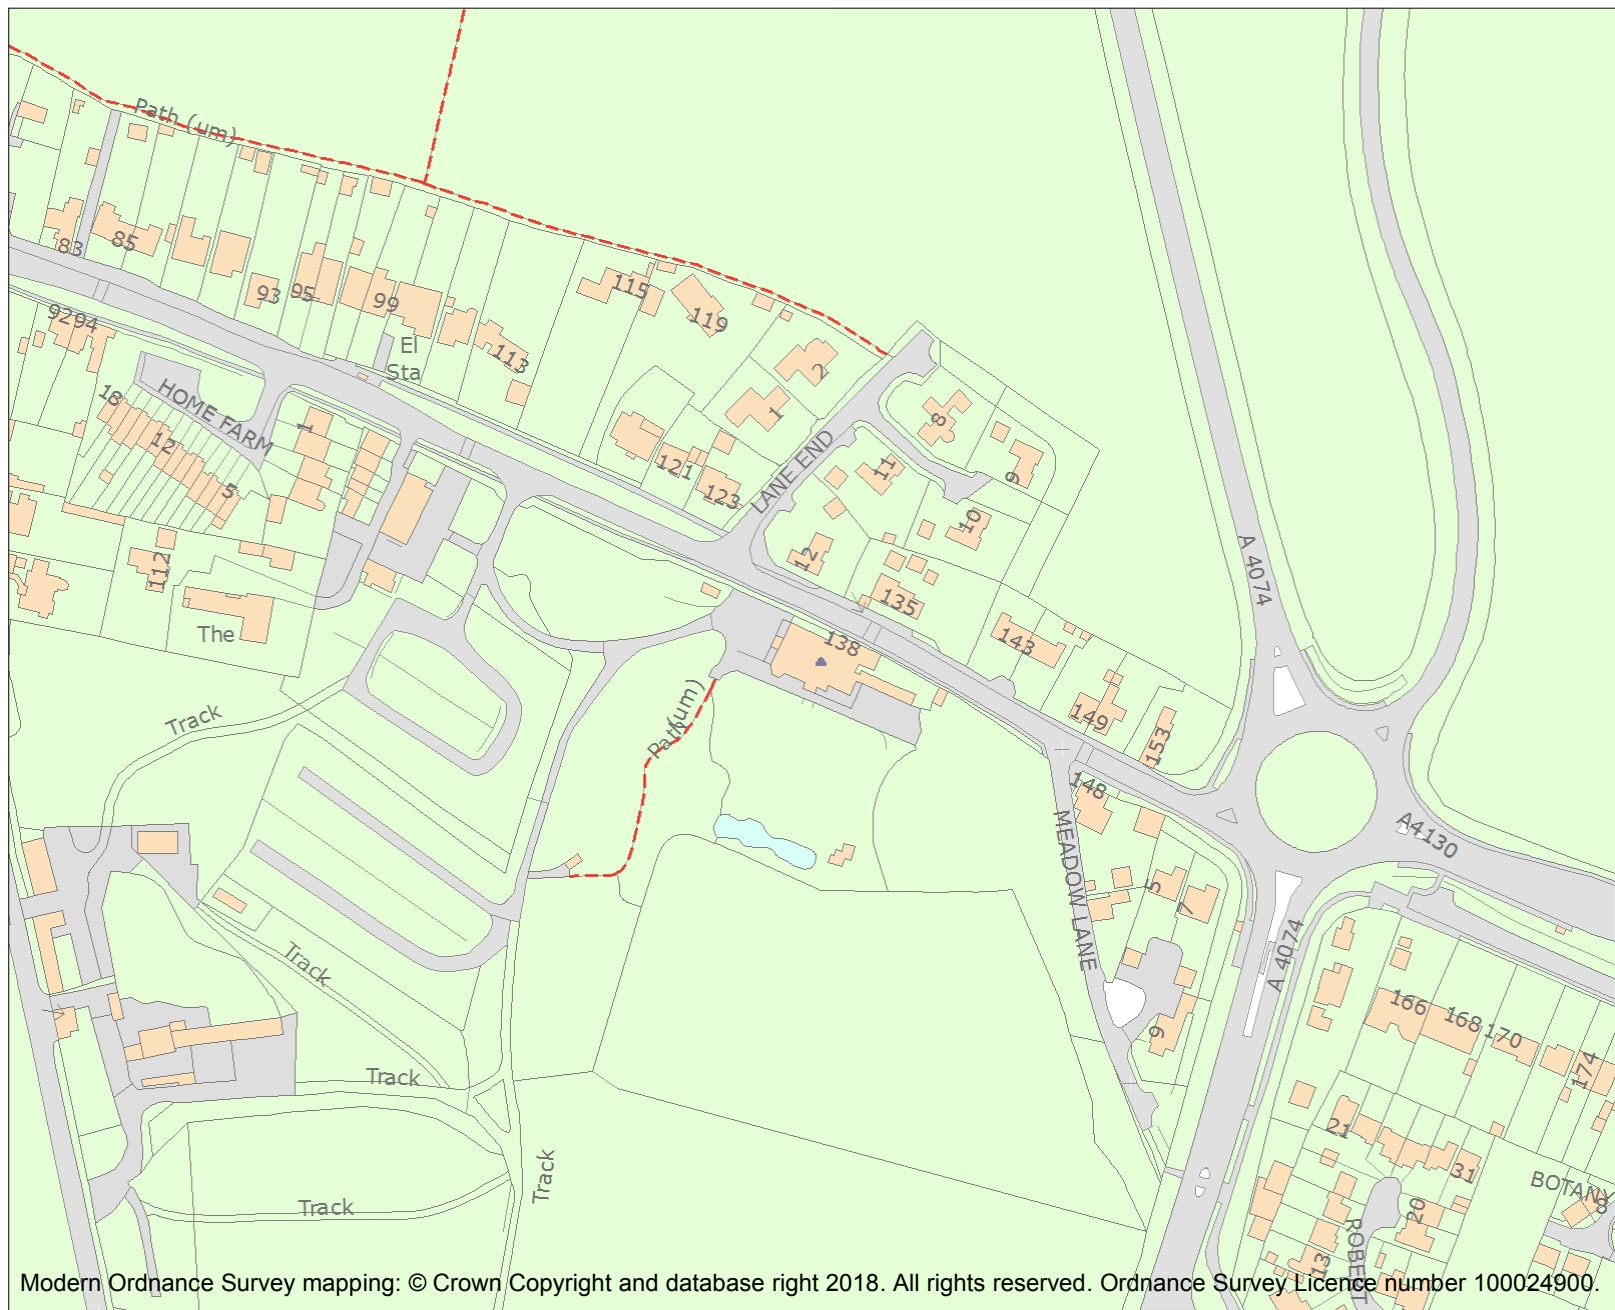 Path (um)
83
85
93
95
99
115
119
113
2
1
9294
El
Sta
HOME FARM
18
12
5
1
121
123
LANE END
8
9
11
10
12
112
The
135
138
143
149
153
148
A 4074
A4130
A 4074
Path
(um)
Track
MEADOW LANE
5
7
9
Track
Track
Track
Track
166
168
170
174
21
31
20
13
ROBERT
BOTANY
8
Modern Ordnance Survey mapping: © Crown Copyright and database right 2018. All rights reserved. Ordnance Survey Licence number 100024900.